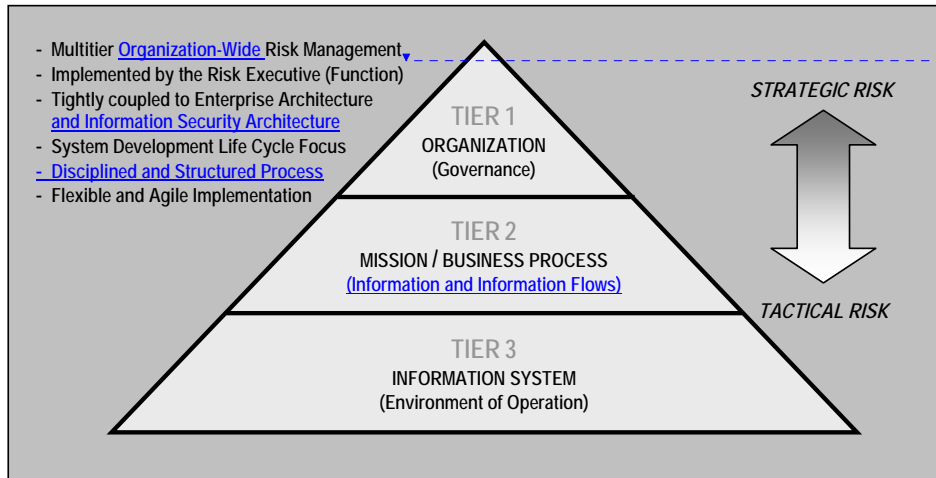 - Multitier Organization-Wide Risk Management
- Implemented by the Risk Executive (Function)
- Tightly coupled to Enterprise Architecture
and Information Security Architecture
- System Development Life Cycle Focus
- Disciplined and Structured Process
- Flexible and Agile Implementation
TIER 1
ORGANIZATION
(Governance)
TIER 2
MISSION / BUSINESS PROCESS
(Information and Information Flows)
TIER 3
INFORMATION SYSTEM
(Environment of Operation)
STRATEGIC RISK
TACTICAL RISK